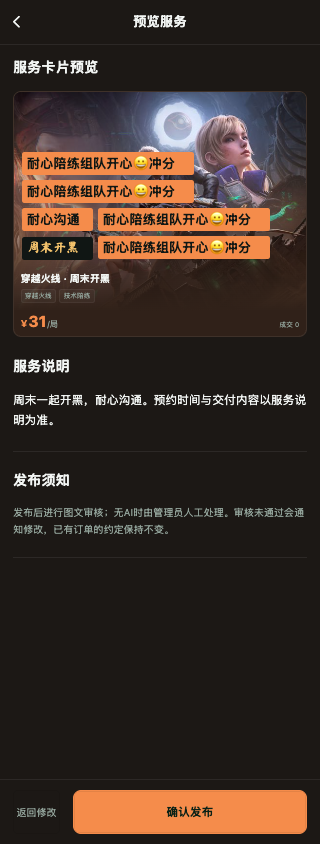 预览服务
服务卡片预览
耐心陪练组队开心😄冲分
耐心陪练组队开心😄冲分
耐心沟通 耐心陪练组队开心😄冲分
周末开黑 耐心陪练组队开心😄冲分
穿越火线 · 周末开黑
穿越火线 技术陪练
¥31/局 成交 0
服务说明
周末一起开黑，耐心沟通。预约时间与交付内容以服务说
明为准。
发布须知
发布后进行图文审核；无AI时由管理员人工处理。审核未通过会通
知修改，已有订单的约定保持不变。
返回修改 确认发布